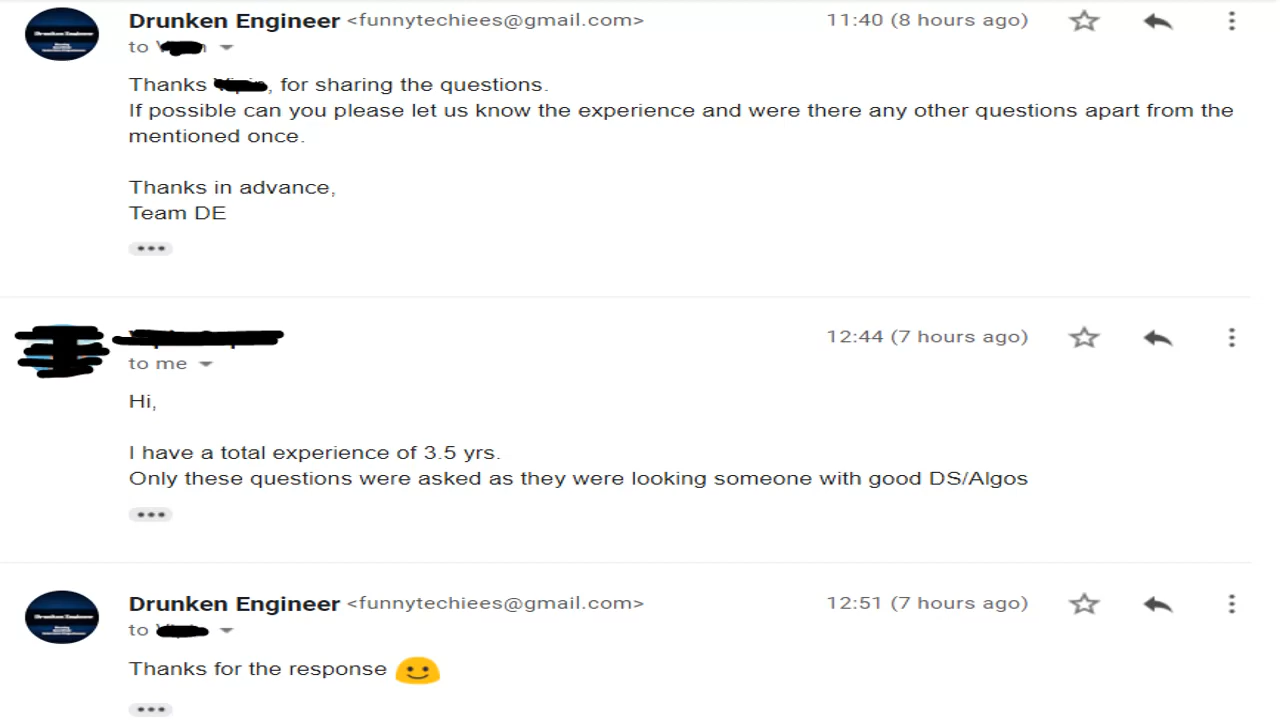 Drunken Engineer <funnytechiees@gmail.com> 11:40 (8 hours ago)
to
Thanks , for sharing the questions.
If possible can you please let us know the experience and were there any other questions apart from the
mentioned once.
Thanks in advance,
Team DE
12:44 (7 hours ago)
to me
Hi,
I have a total experience of 3.5 yrs.
Only these questions were asked as they were looking someone with good DS/Algos
Drunken Engineer <funnytechiees@gmail.com> 12:51 (7 hours ago)
to
Thanks for the response